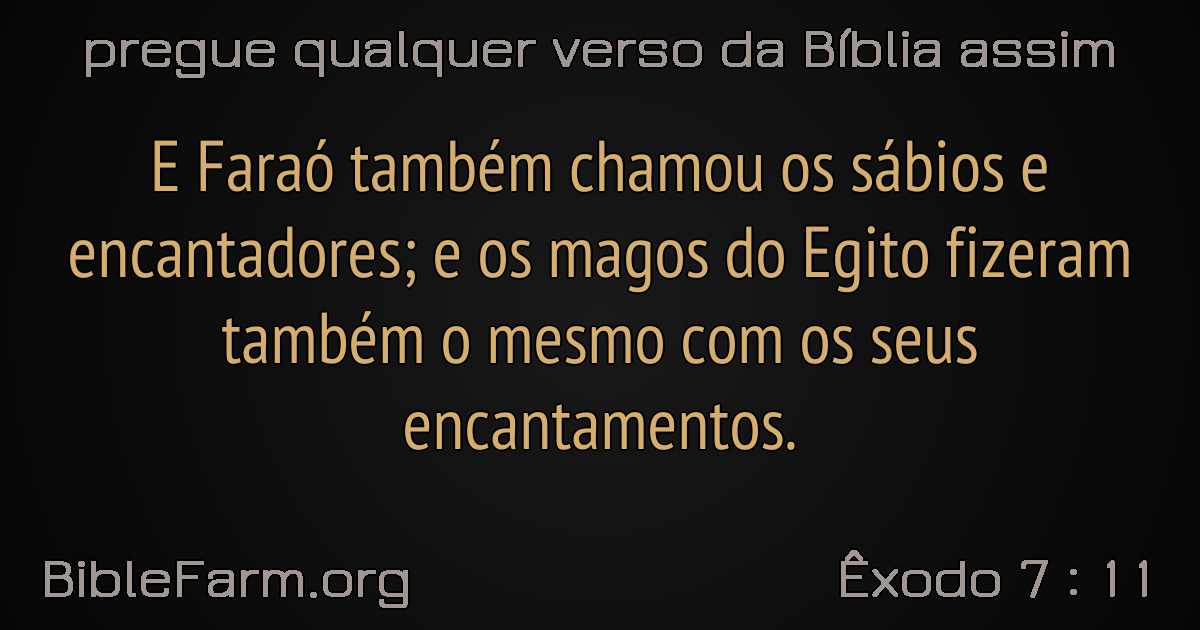 pregue qualquer verso da Bíblia assim
E Faraó também chamou os sábios e
encantadores; e os magos do Egito fizeram
também o mesmo com os seus
encantamentos.
BibleFarm.org
Êxodo 7 : 11